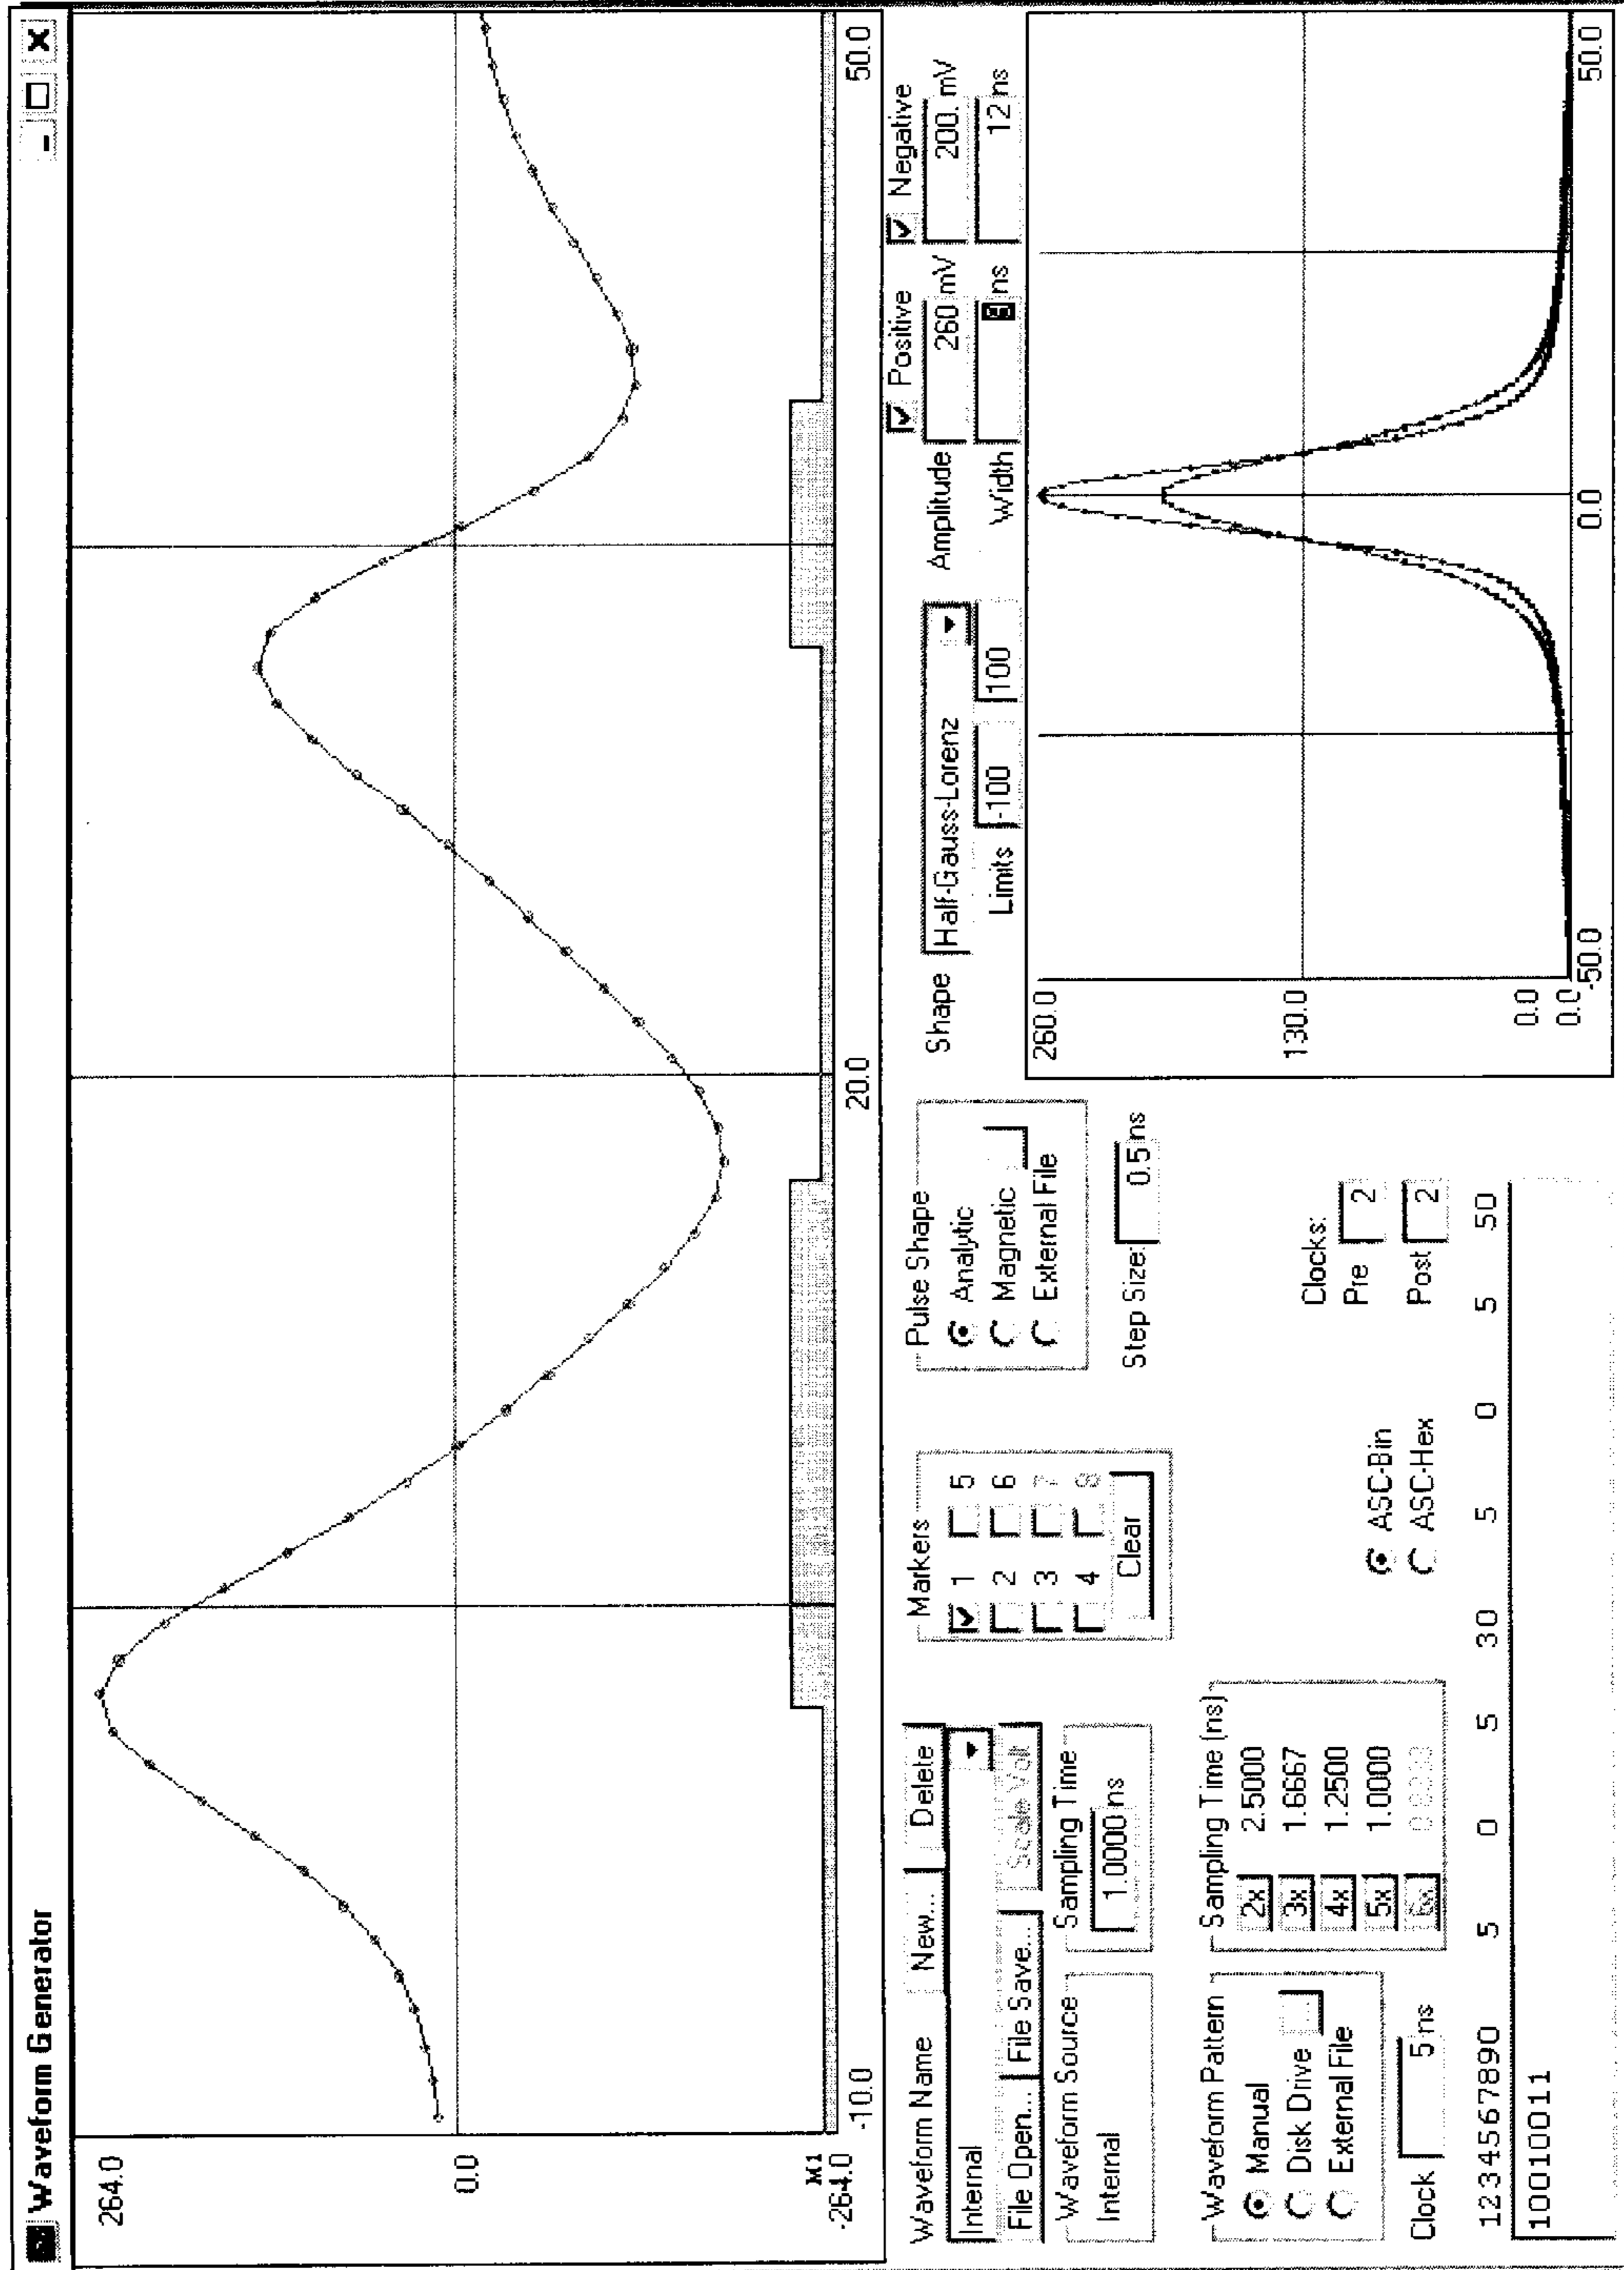 Waveform Generator
264.0
0.0
M1
-264.0
-10.0
20.0
50.0
Waveform Name
New...
Delete
Internal
File Open...
File Save...
Scale Volt
Waveform Source
Internal
Sampling Time
1.0000 ns
Markers
1
5
2
6
3
7
4
8
Clear
Pulse Shape
Analytic
Magnetic
External File
Step Size:
0.5 ns
Waveform Pattern
Manual
Disk Drive
External File
Sampling Time (ns)
2x
2.5000
3x
1.6667
4x
1.2500
5x
1.0000
6x
Clock
5 ns
ASC-Bin
ASC-Hex
Clocks:
Pre
2
Post
2
1234567890 5 0 5 30 5 0 5 50
10010011
Positive
Negative
Shape
Half-Gauss-Lorenz
Amplitude
260 mV
200. mV
Limits
-100
100
Width
ns
12 ns
260.0
130.0
0.0
0.0
-50.0
0.0
50.0